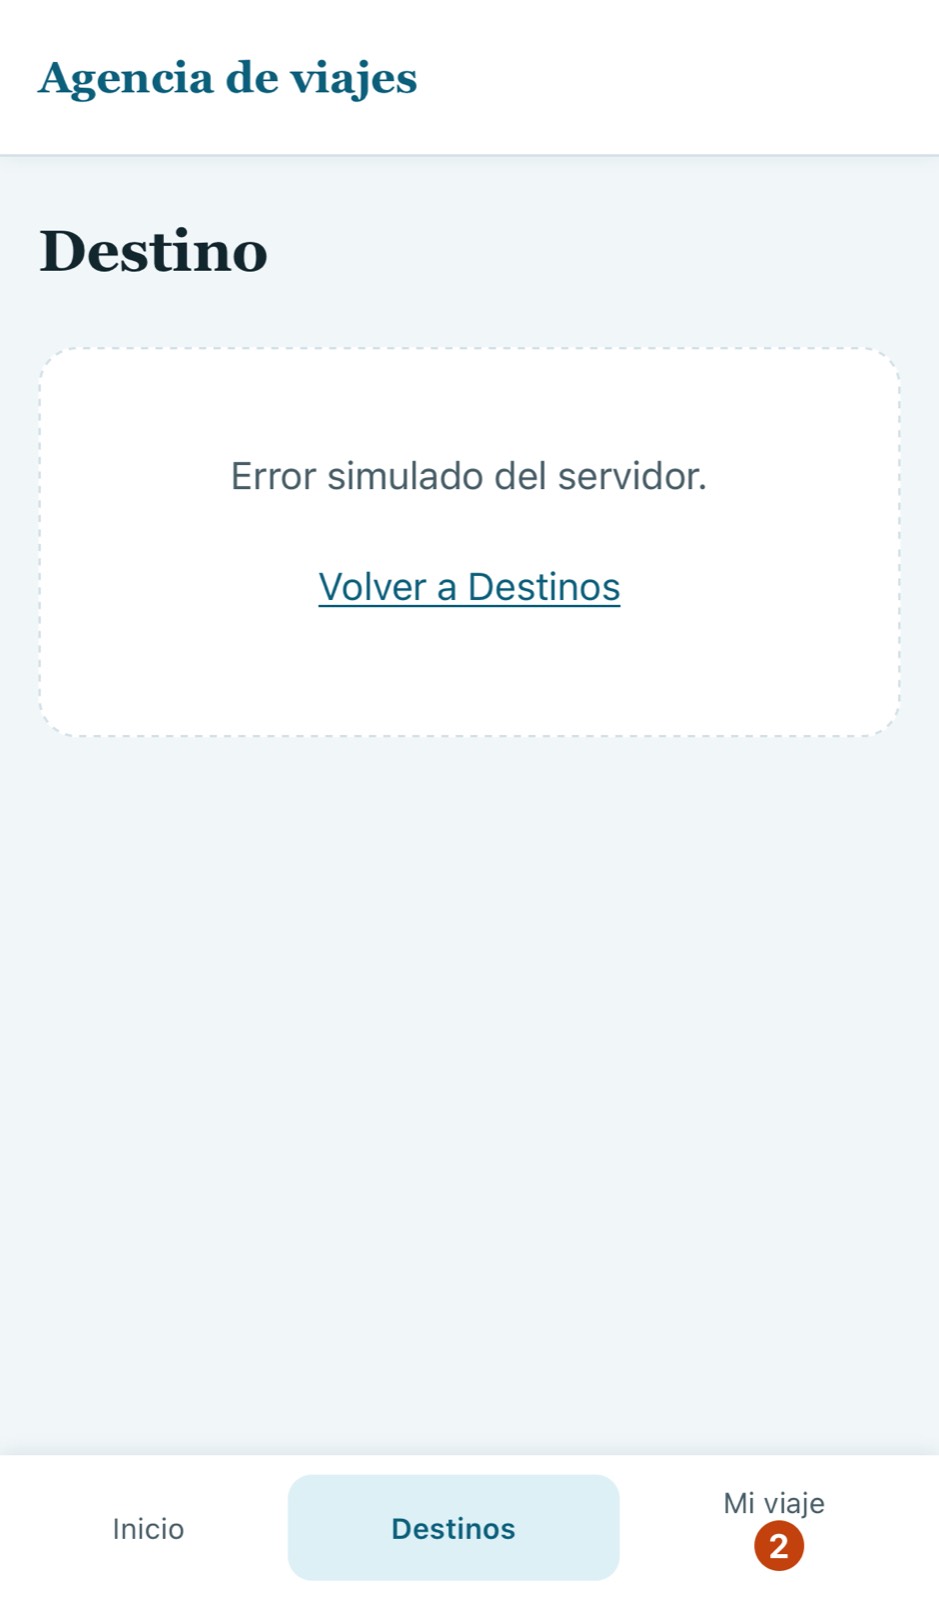 Agencia de viajes
Destino
Error simulado del servidor.
Volver a Destinos
Inicio
Destinos
Mi viaje
2